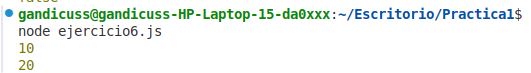 gandicuss@gandicuss-HP-Laptop-15-da0xxx:~/Escritorio/Practica1$
node ejercicio6.js
10
20